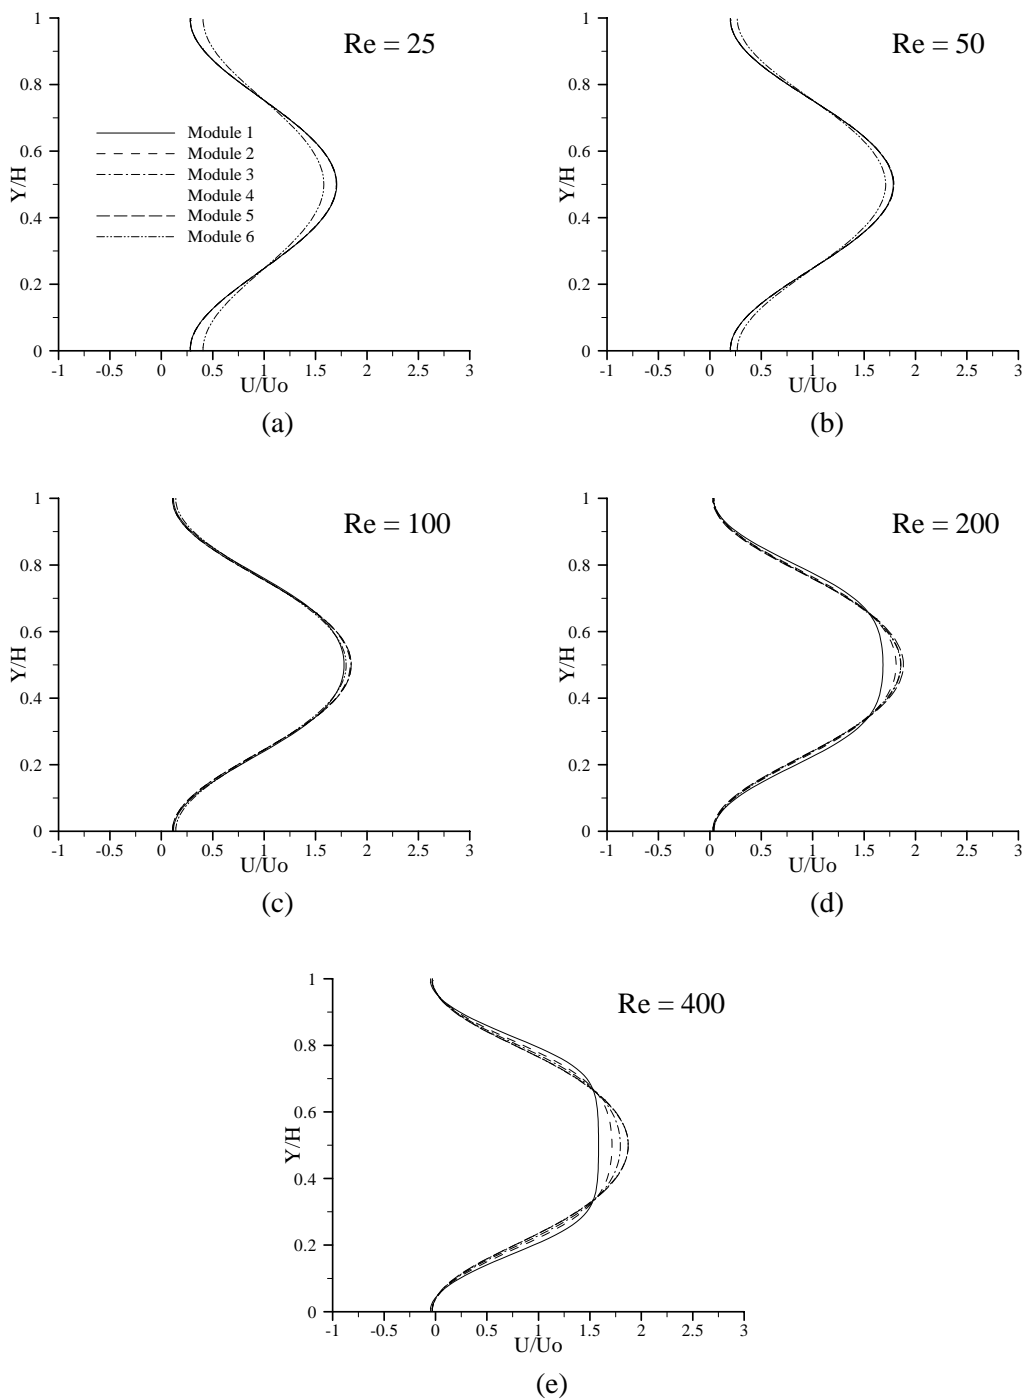 1
0.8
0.6
0.4
0.2
0
Y/H
Re = 25
Module 1
Module 2
Module 3
Module 4
Module 5
Module 6
-1 -0.5 0 0.5 1 1.5 2 2.5 3
U/Uo
(a)
1
0.8
0.6
0.4
0.2
0
Y/H
Re = 50
-1 -0.5 0 0.5 1 1.5 2 2.5 3
U/Uo
(b)
1
0.8
0.6
0.4
0.2
0
Y/H
Re = 100
-1 -0.5 0 0.5 1 1.5 2 2.5 3
U/Uo
(c)
1
0.8
0.6
0.4
0.2
0
Y/H
Re = 200
-1 -0.5 0 0.5 1 1.5 2 2.5 3
U/Uo
(d)
1
0.8
0.6
0.4
0.2
0
Y/H
Re = 400
-1 -0.5 0 0.5 1 1.5 2 2.5 3
U/Uo
(e)